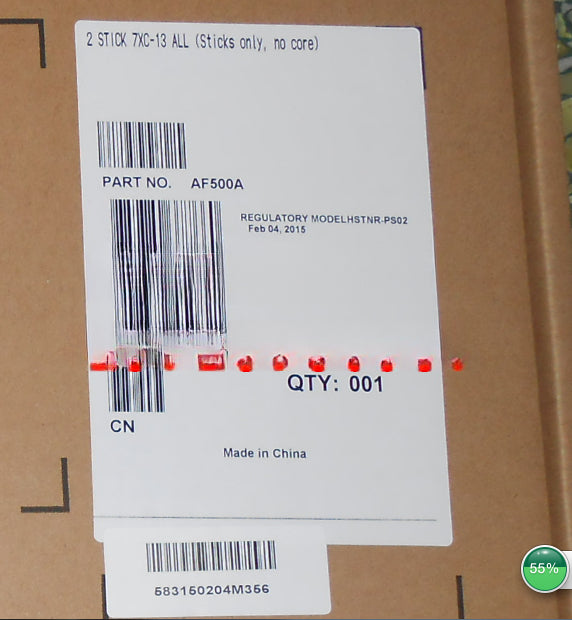 2 STICK 7XC-13 ALL (Sticks only, no core)
PART NO. AF500A
REGULATORY MODELHSTNR-PS02
Feb 04, 2015
QTY: 001
CN
Made in China
583150204M356
55%